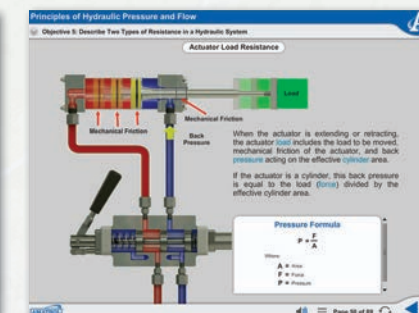 Principles of Hydraulic Pressure and Flow
Objective 5: Describe Two Types of Resistance in a Hydraulic System
Actuator Load Resistance
Load
Mechanical Friction
Mechanical Friction
Back
Pressure
When the actuator is extending or retracting,
the actuator load includes the load to be moved,
mechanical friction of the actuator, and back
pressure acting on the effective cylinder area.
If the actuator is a cylinder, this back pressure
is equal to the load (force) divided by the
effective cylinder area.
Pressure Formula
P = F
A
Where:
A = Area
F = Force
P = Pressure